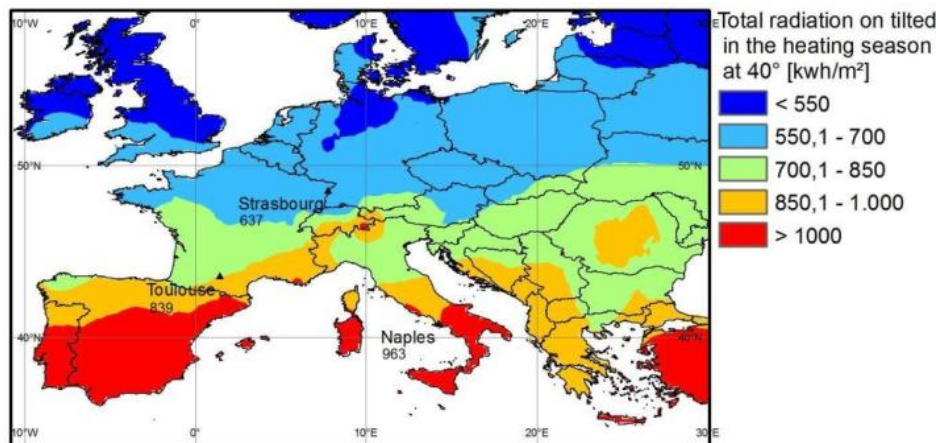 10°W 0° 10°E 20°E 30°E
Total radiation on tilted
in the heating season
at 40° [kwh/m²]
< 550
550,1 - 700
700,1 - 850
850,1 - 1.000
> 1000
50°N 50°N
Strasbourg
637
Toulouse
839
Naples
963
40°N 40°N
10°W 0° 10°E 20°E 30°E